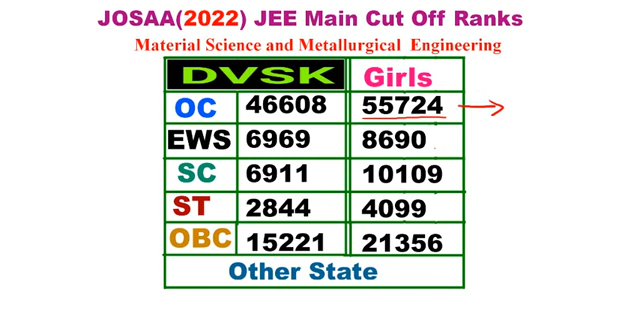 JOSAA(2022) JEE Main Cut Off Ranks
Material Science and Metallurgical Engineering
DVSK Girls
OC 46608 55724
EWS 6969 8690
SC 6911 10109
ST 2844 4099
OBC 15221 21356
Other State